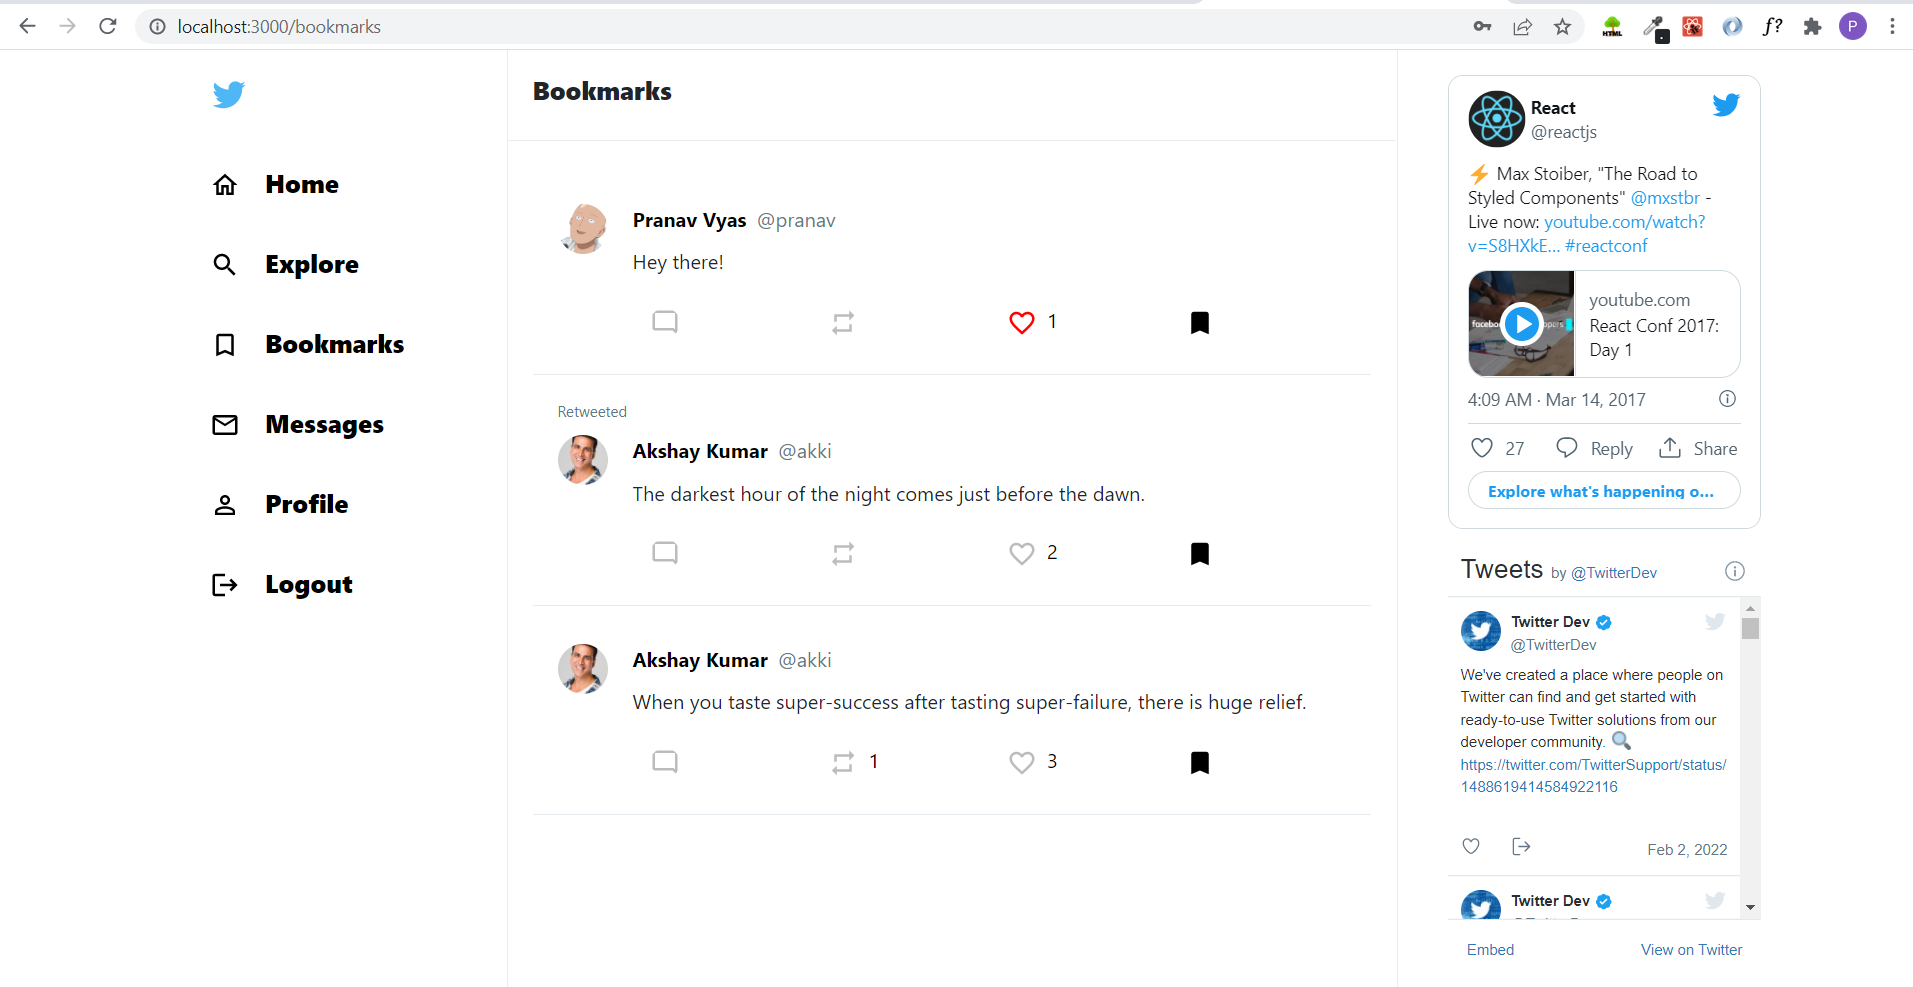 localhost:3000/bookmarks
HTML
f?
P
Bookmarks
Home
Explore
Bookmarks
Messages
Profile
Logout
Pranav Vyas @pranav
Hey there!
1
Retweeted
Akshay Kumar @akki
The darkest hour of the night comes just before the dawn.
2
Akshay Kumar @akki
When you taste super-success after tasting super-failure, there is huge relief.
1 3
React
@reactjs
⚡ Max Stoiber, "The Road to
Styled Components" @mxstbr -
Live now: youtube.com/watch?
v=S8HXkE... #reactconf
youtube.com
React Conf 2017:
Day 1
4:09 AM · Mar 14, 2017
27 Reply Share
Explore what's happening o...
Tweets by @TwitterDev
Twitter Dev
@TwitterDev
We've created a place where people on
Twitter can find and get started with
ready-to-use Twitter solutions from our
developer community. 🔍
https://twitter.com/TwitterSupport/status/
1488619414584922116
Feb 2, 2022
Twitter Dev
Embed View on Twitter